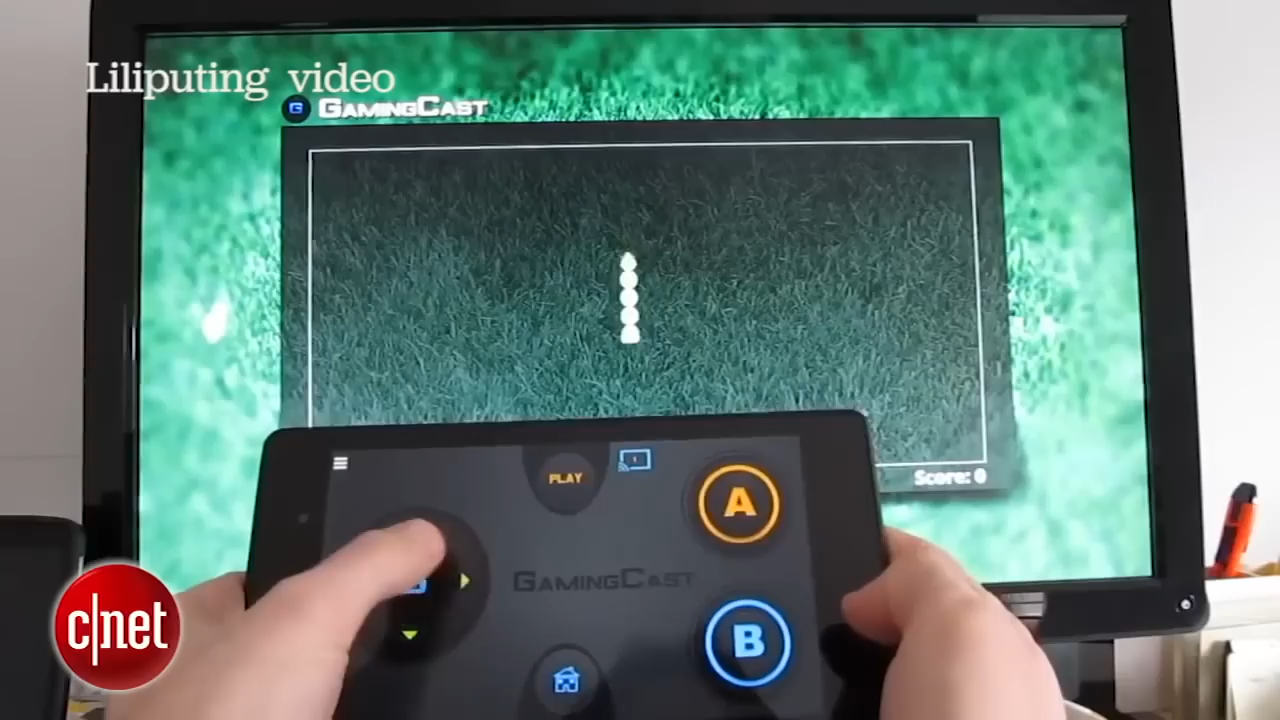 Liliputing video
GAMINGCAST
Score: 0
PLAY
A
GAMINGCAST
B
c|net